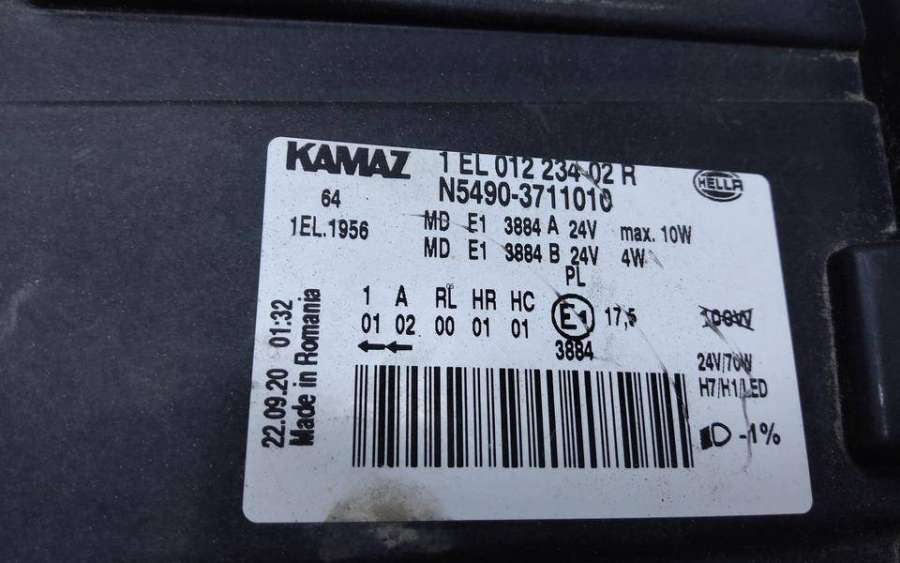 KAMAZ 1 EL 012 234-02 R
HELLA
N5490-3711010
64
1EL.1956
MD E1 3884 A 24V max. 10W
MD E1 3884 B 24V 4W
PL
1 A RL HR HC
01 02 00 01 01
E1
17,5
100W
3884
24V/70W
H7/H1/LED
-1%
22.09.20 01:32
Made in Romania